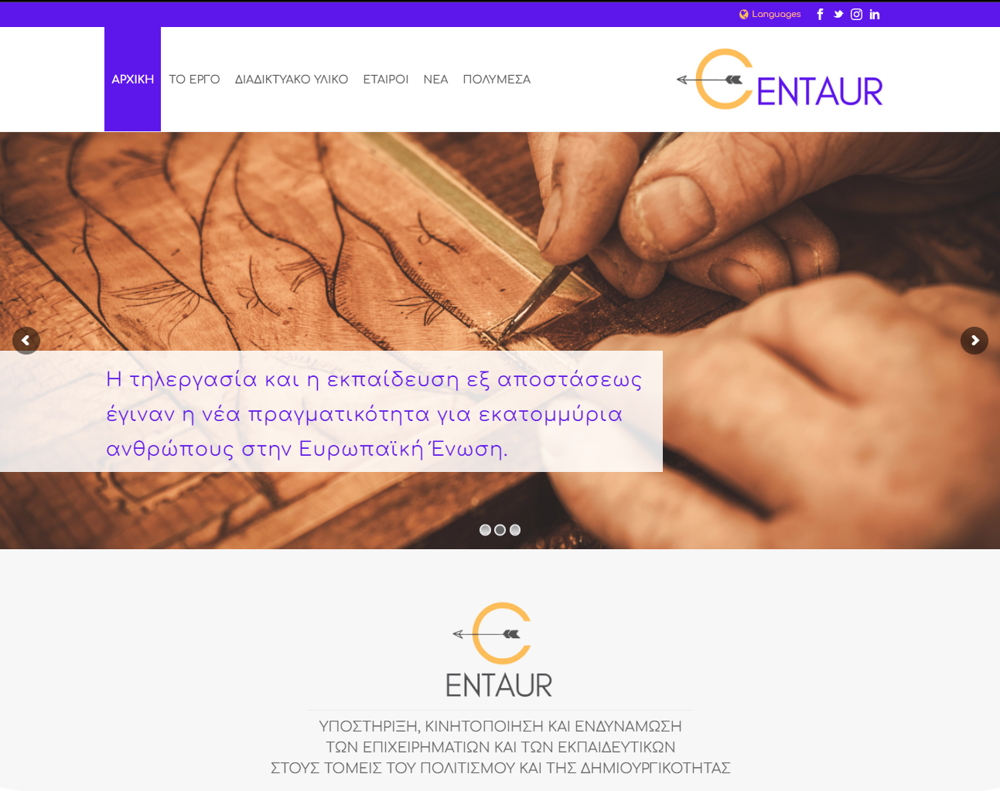 Languages
ΑΡΧΙΚΗ ΤΟ ΕΡΓΟ ΔΙΑΔΙΚΤΥΑΚΟ ΥΛΙΚΟ ΕΤΑΙΡΟΙ ΝΕΑ ΠΟΛΥΜΕΣΑ
CENTAUR
Η τηλεργασία και η εκπαίδευση εξ αποστάσεως
έγιναν η νέα πραγματικότητα για εκατομμύρια
ανθρώπους στην Ευρωπαϊκή Ένωση.
CENTAUR
ΥΠΟΣΤΗΡΙΞΗ, ΚΙΝΗΤΟΠΟΙΗΣΗ ΚΑΙ ΕΝΔΥΝΑΜΩΣΗ
ΤΩΝ ΕΠΙΧΕΙΡΗΜΑΤΙΩΝ ΚΑΙ ΤΩΝ ΕΚΠΑΙΔΕΥΤΙΚΩΝ
ΣΤΟΥΣ ΤΟΜΕΙΣ ΤΟΥ ΠΟΛΙΤΙΣΜΟΥ ΚΑΙ ΤΗΣ ΔΗΜΙΟΥΡΓΙΚΟΤΗΤΑΣ